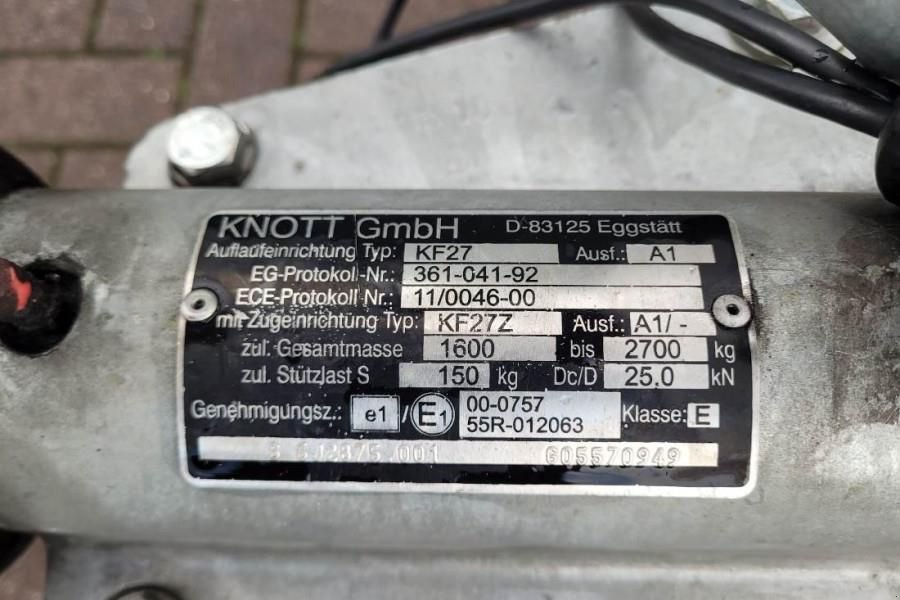 KNOTT GmbH D-83125 Eggstätt
Auflaufeinrichtung Typ: KF27 Ausf.: A1
EG-Protokol-Nr.: 361-041-92
ECE-Protokoll Nr.: 11/0046-00
mit Zugeinrichtung Typ: KF27Z Ausf.: A1/ -
zul. Gesamtmasse 1600 bis 2700 kg
zul. Stützlast S 150 kg Dc/D 25,0 kN
Genehmigungsz.: e1 / E1 00-0757 Klasse: E
55R-012063
G05570949